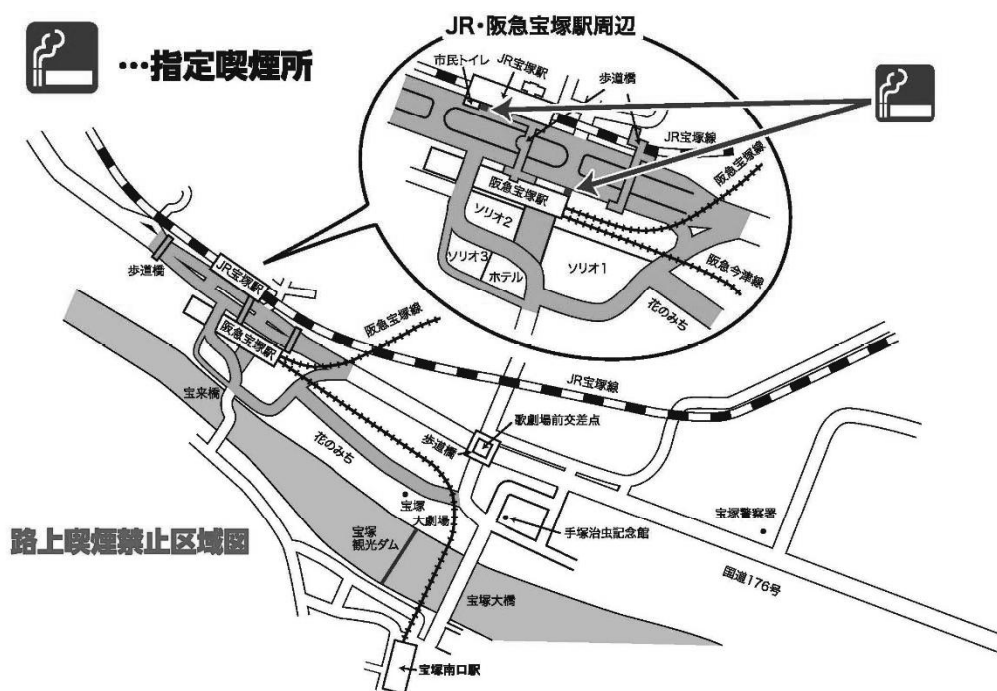 …指定喫煙所
JR・阪急宝塚駅周辺
市民トイレ
JR宝塚駅
歩道橋
JR宝塚線
阪急宝塚線
阪急宝塚駅
ソリオ2
ソリオ3
ホテル
ソリオ1
阪急今津線
花のみち
歩道橋
JR宝塚駅
阪急宝塚駅
阪急宝塚線
JR宝塚線
宝来橋
花のみち
歩道橋
歌劇場前交差点
宝塚
大劇場
手塚治虫記念館
宝塚警察署
路上喫煙禁止区域図
宝塚
観光ダム
国道176号
宝塚大橋
宝塚南口駅